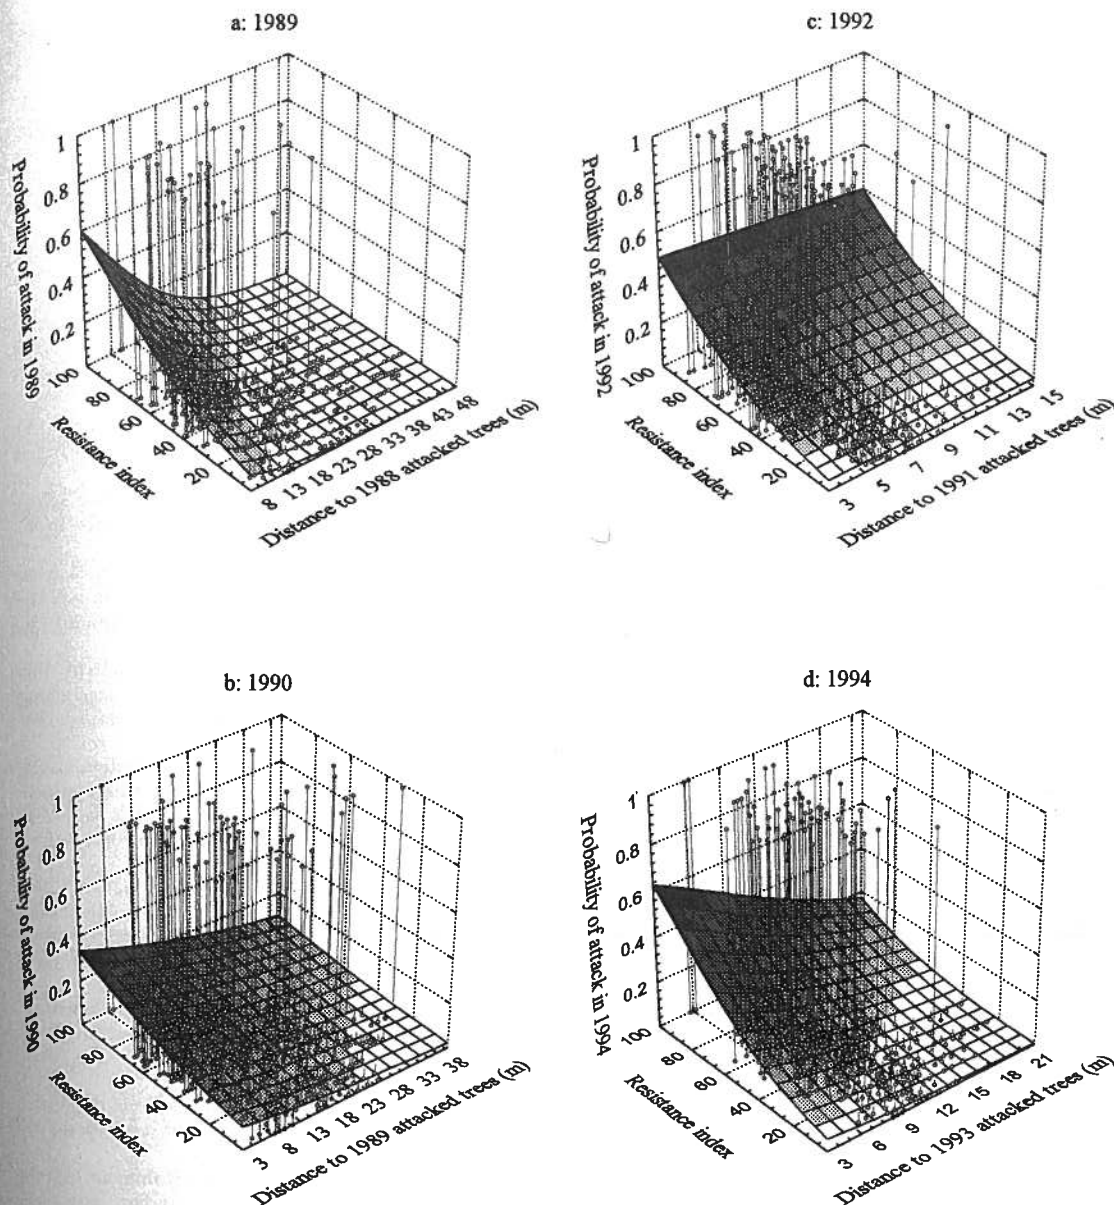 a: 1989
Probability of attack in 1989
1
0.8
0.6
0.4
0.2
100
80
60
40
20
Resistance index
8 13 18 23 28 33 38 43 48
Distance to 1988 attacked trees (m)
c: 1992
Probability of attack in 1992
1
0.8
0.6
0.4
0.2
100
80
60
40
20
Resistance index
3 5 7 9 11 13 15
Distance to 1991 attacked trees (m)
b: 1990
Probability of attack in 1990
1
0.8
0.6
0.4
0.2
100
80
60
40
20
Resistance index
3 8 13 18 23 28 33 38
Distance to 1989 attacked trees (m)
d: 1994
Probability of attack in 1994
1
0.8
0.6
0.4
0.2
100
80
60
40
20
Resistance index
3 6 9 12 15 18 21
Distance to 1993 attacked trees (m)